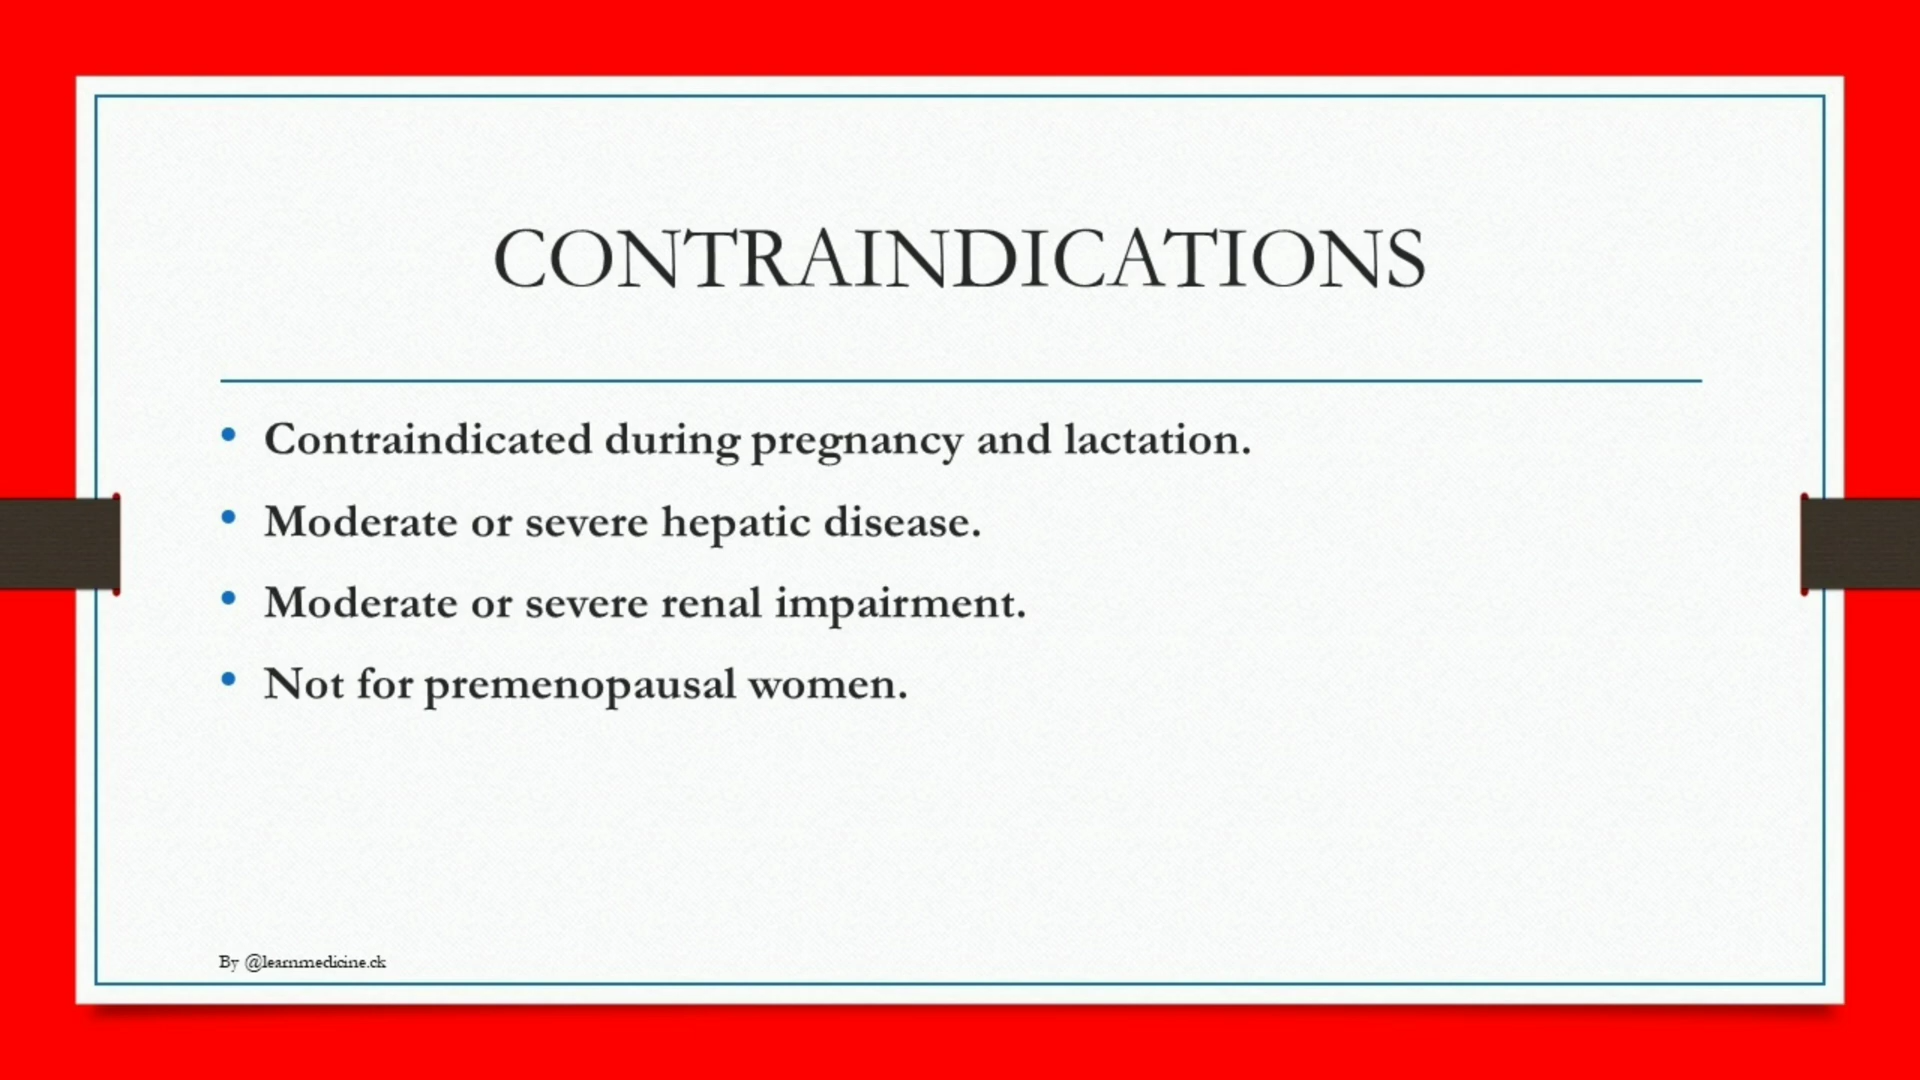 CONTRAINDICATIONS
• Contraindicated during pregnancy and lactation.
• Moderate or severe hepatic disease.
• Moderate or severe renal impairment.
• Not for premenopausal women.
By @learnmedicine.ck